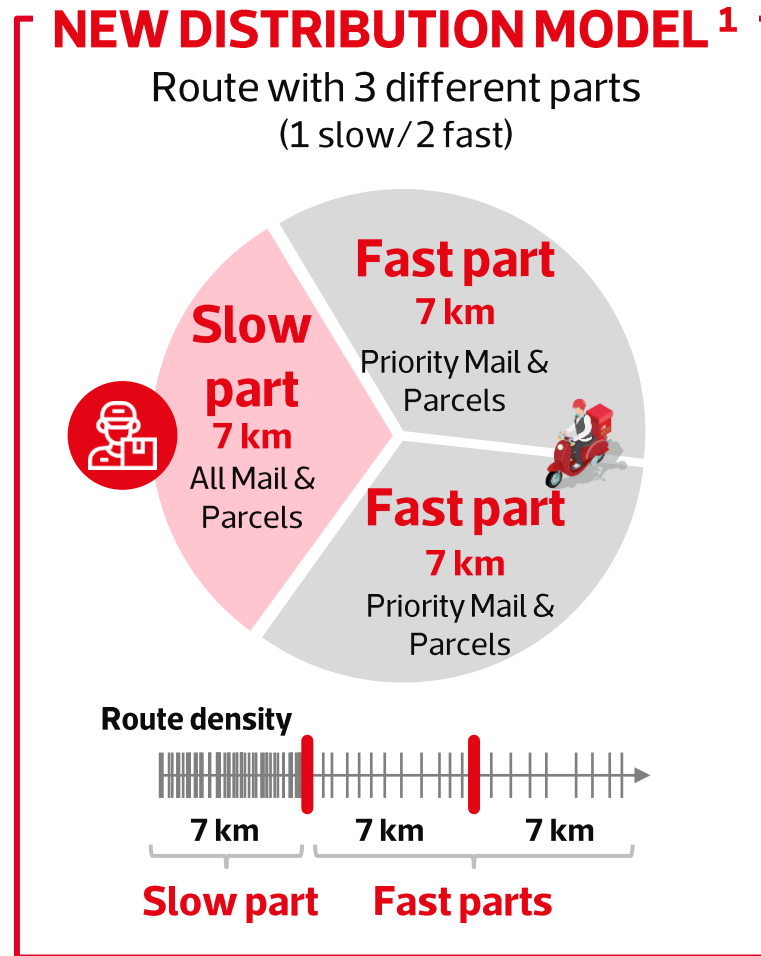 NEW DISTRIBUTION MODEL ¹
Route with 3 different parts
(1 slow/2 fast)
Fast part
7 km
Priority Mail &
Parcels
Slow
part
7 km
All Mail &
Parcels
Fast part
7 km
Priority Mail &
Parcels
Route density
7 km 7 km 7 km
Slow part Fast parts